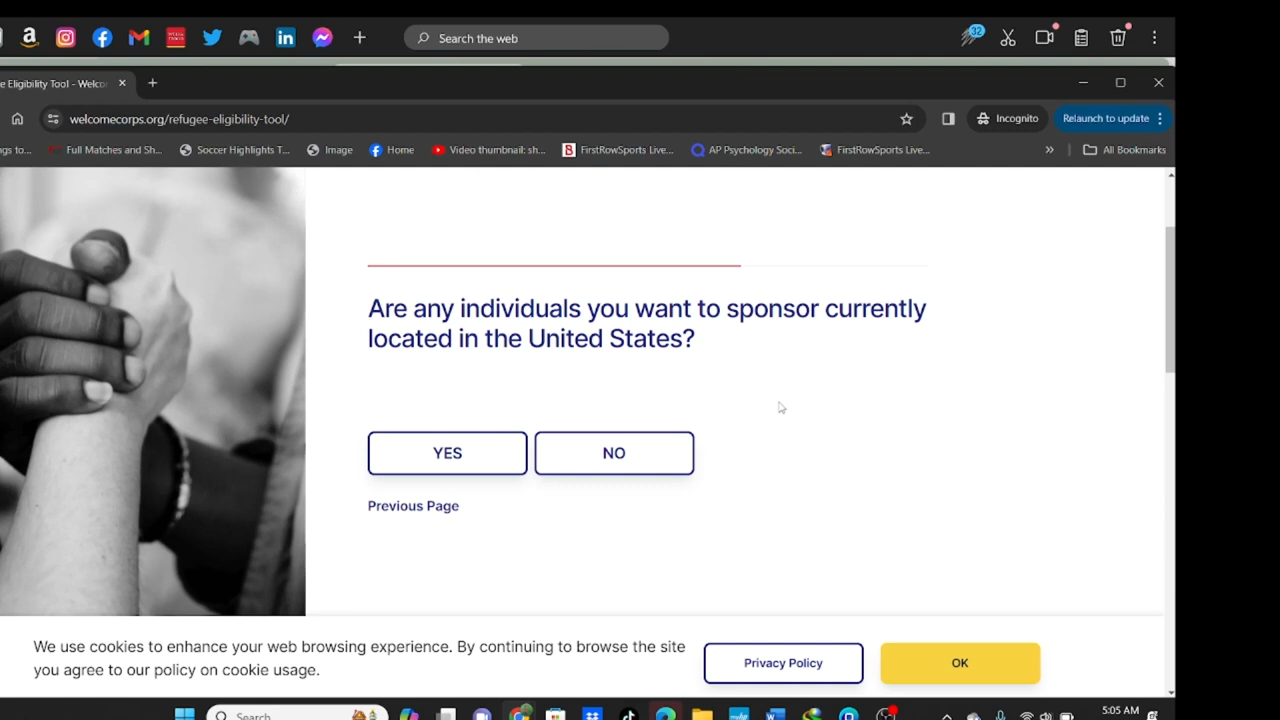 Search the web
32
e Eligibility Tool - Welco
welcomecorps.org/refugee-eligibility-tool/
Incognito
Relaunch to update
ngs to...
Full Matches and Sh...
Soccer Highlights T...
Image
Home
Video thumbnail: sh...
FirstRowSports Live...
AP Psychology Soci...
FirstRowSports Live...
All Bookmarks
Are any individuals you want to sponsor currently
located in the United States?
YES
NO
Previous Page
We use cookies to enhance your web browsing experience. By continuing to browse the site
you agree to our policy on cookie usage.
Privacy Policy
OK
Search
5:05 AM